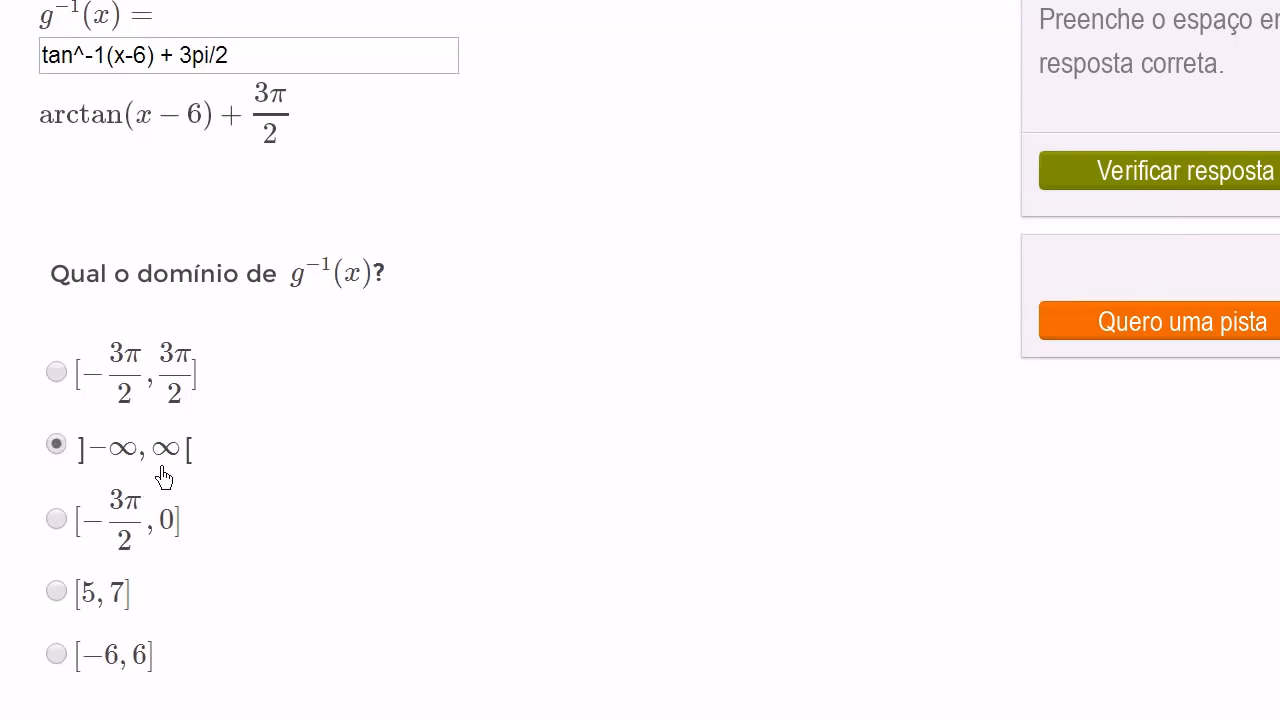 g⁻¹(x) =
tan^-1(x-6) + 3pi/2
arctan(x − 6) + 3π/2
Qual o domínio de g⁻¹(x)?
[−3π/2, 3π/2]
]−∞, ∞[
[−3π/2, 0]
[5, 7]
[−6, 6]
Preenche o espaço
resposta correta.
Verificar resposta
Quero uma pista